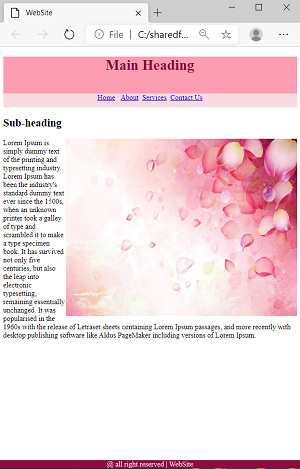 WebSite
File | C:/sharedf...
Main Heading
Home About Services Contact Us
Sub-heading
Lorem Ipsum is
simply dummy text
of the printing and
typesetting industry.
Lorem Ipsum has
been the industry's
standard dummy text
ever since the 1500s,
when an unknown
printer took a galley
of type and
scrambled it to make
a type specimen
book. It has survived
not only five
centuries, but also
the leap into
electronic
typesetting,
remaining essentially
unchanged. It was
popularised in the
1960s with the release of Letraset sheets containing Lorem Ipsum passages, and more recently with
desktop publishing software like Aldus PageMaker including versions of Lorem Ipsum.
@ all right reserved | WebSite